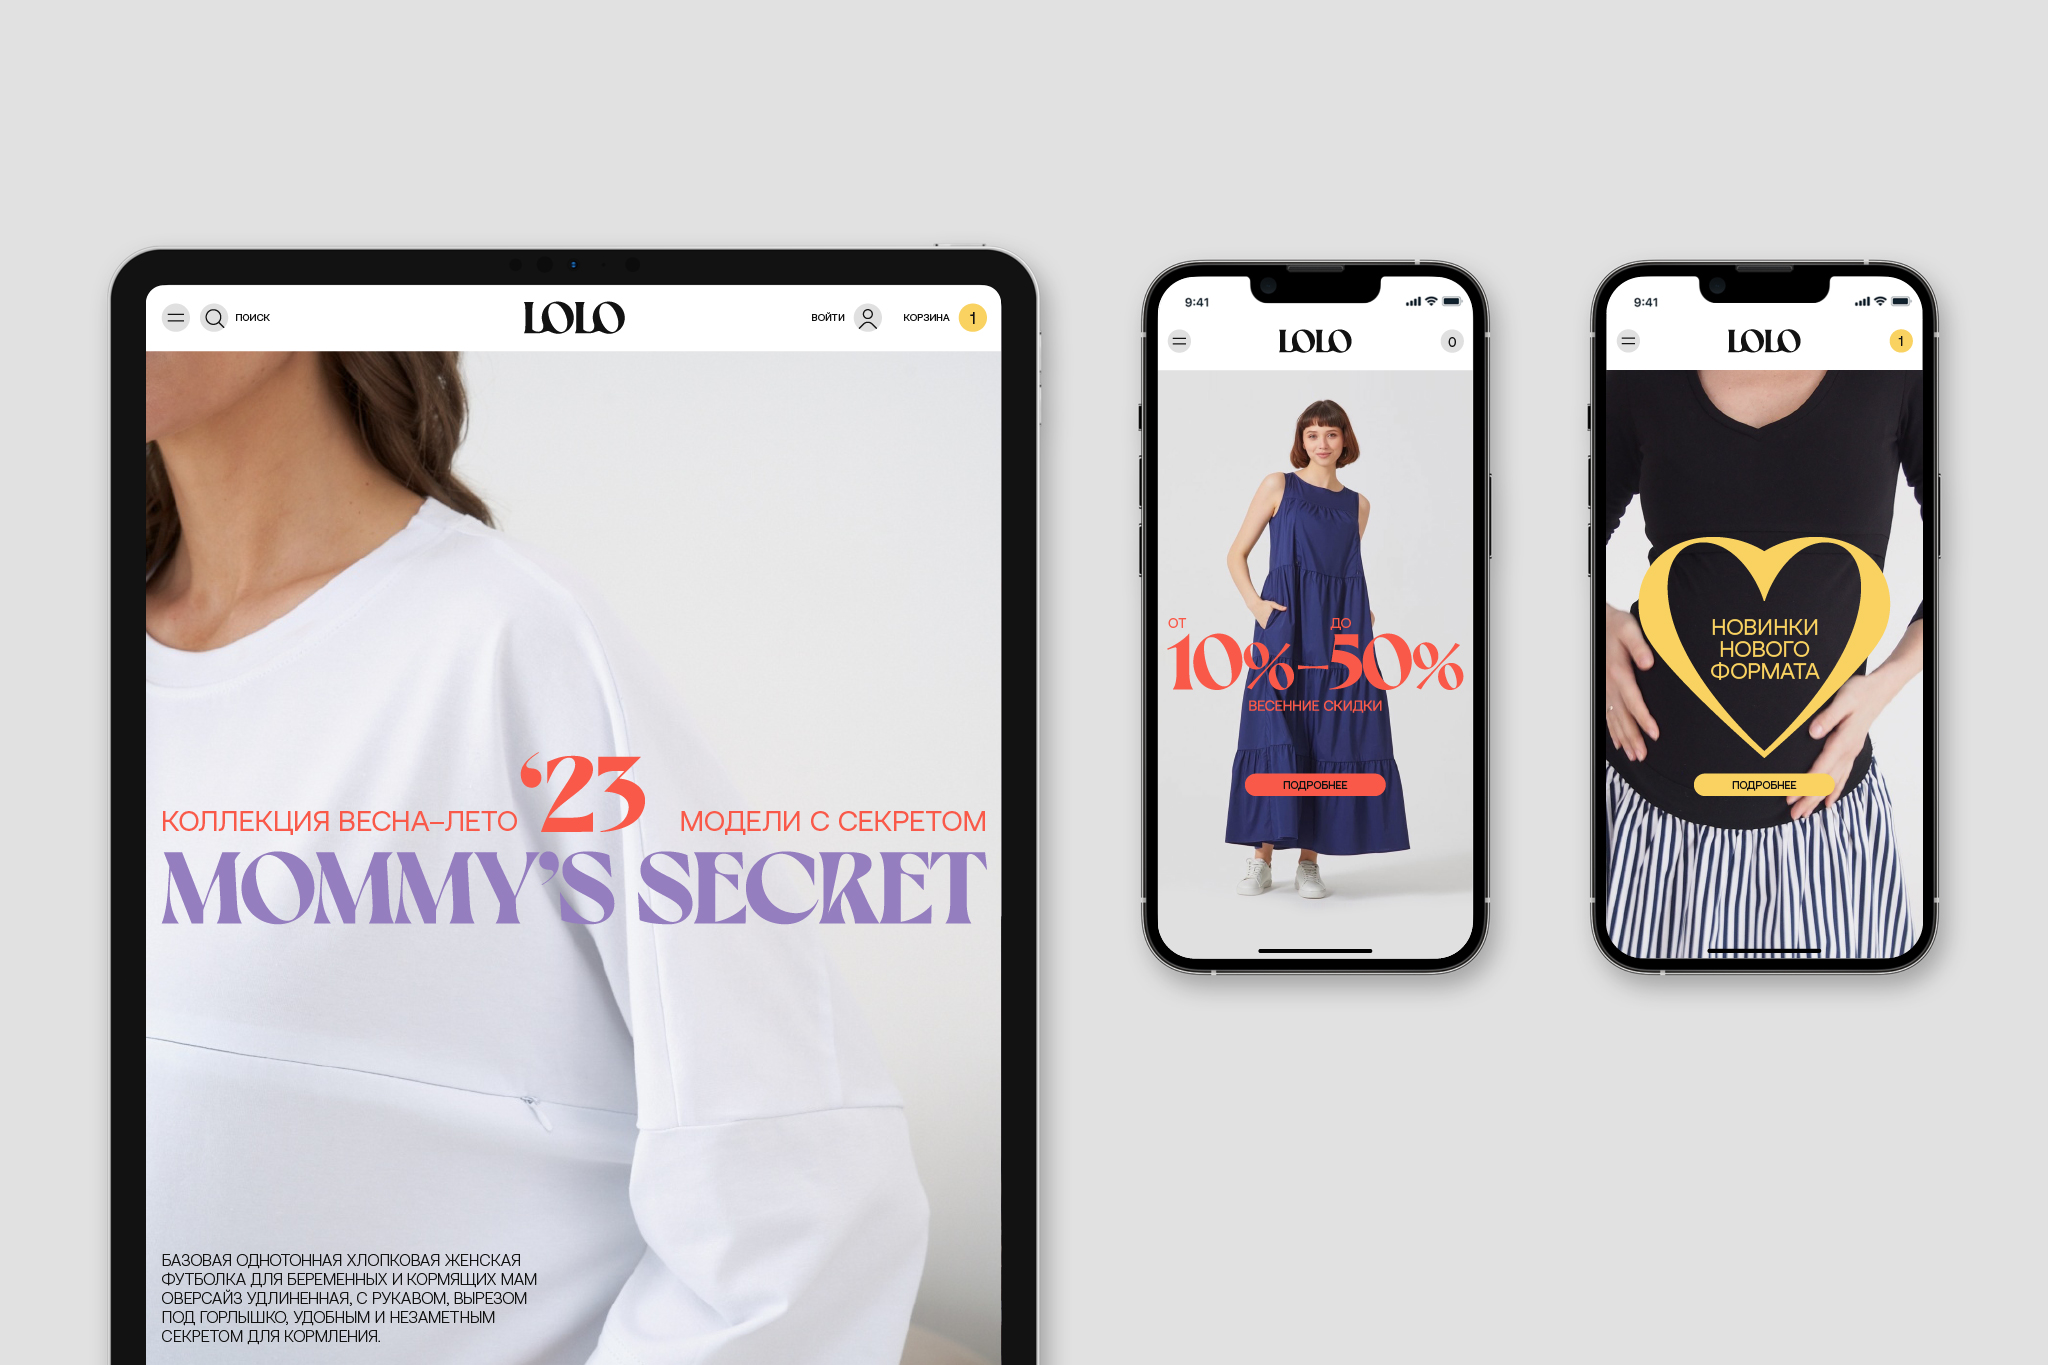 ПОИСК
LOLO
ВОЙТИ
КОРЗИНА
1
‘23
КОЛЛЕКЦИЯ ВЕСНА–ЛЕТО
МОДЕЛИ С СЕКРЕТОМ
MOMMY’S SECRET
БАЗОВАЯ ОДНОТОННАЯ ХЛОПКОВАЯ ЖЕНСКАЯ
ФУТБОЛКА ДЛЯ БЕРЕМЕННЫХ И КОРМЯЩИХ МАМ
ОВЕРСАЙЗ УДЛИНЕННАЯ, С РУКАВОМ, ВЫРЕЗОМ
ПОД ГОРЛЫШКО, УДОБНЫМ И НЕЗАМЕТНЫМ
СЕКРЕТОМ ДЛЯ КОРМЛЕНИЯ.
9:41
LOLO
0
ОТ
ДО
10%–50%
ВЕСЕННИЕ СКИДКИ
ПОДРОБНЕЕ
9:41
LOLO
1
НОВИНКИ
НОВОГО
ФОРМАТА
ПОДРОБНЕЕ